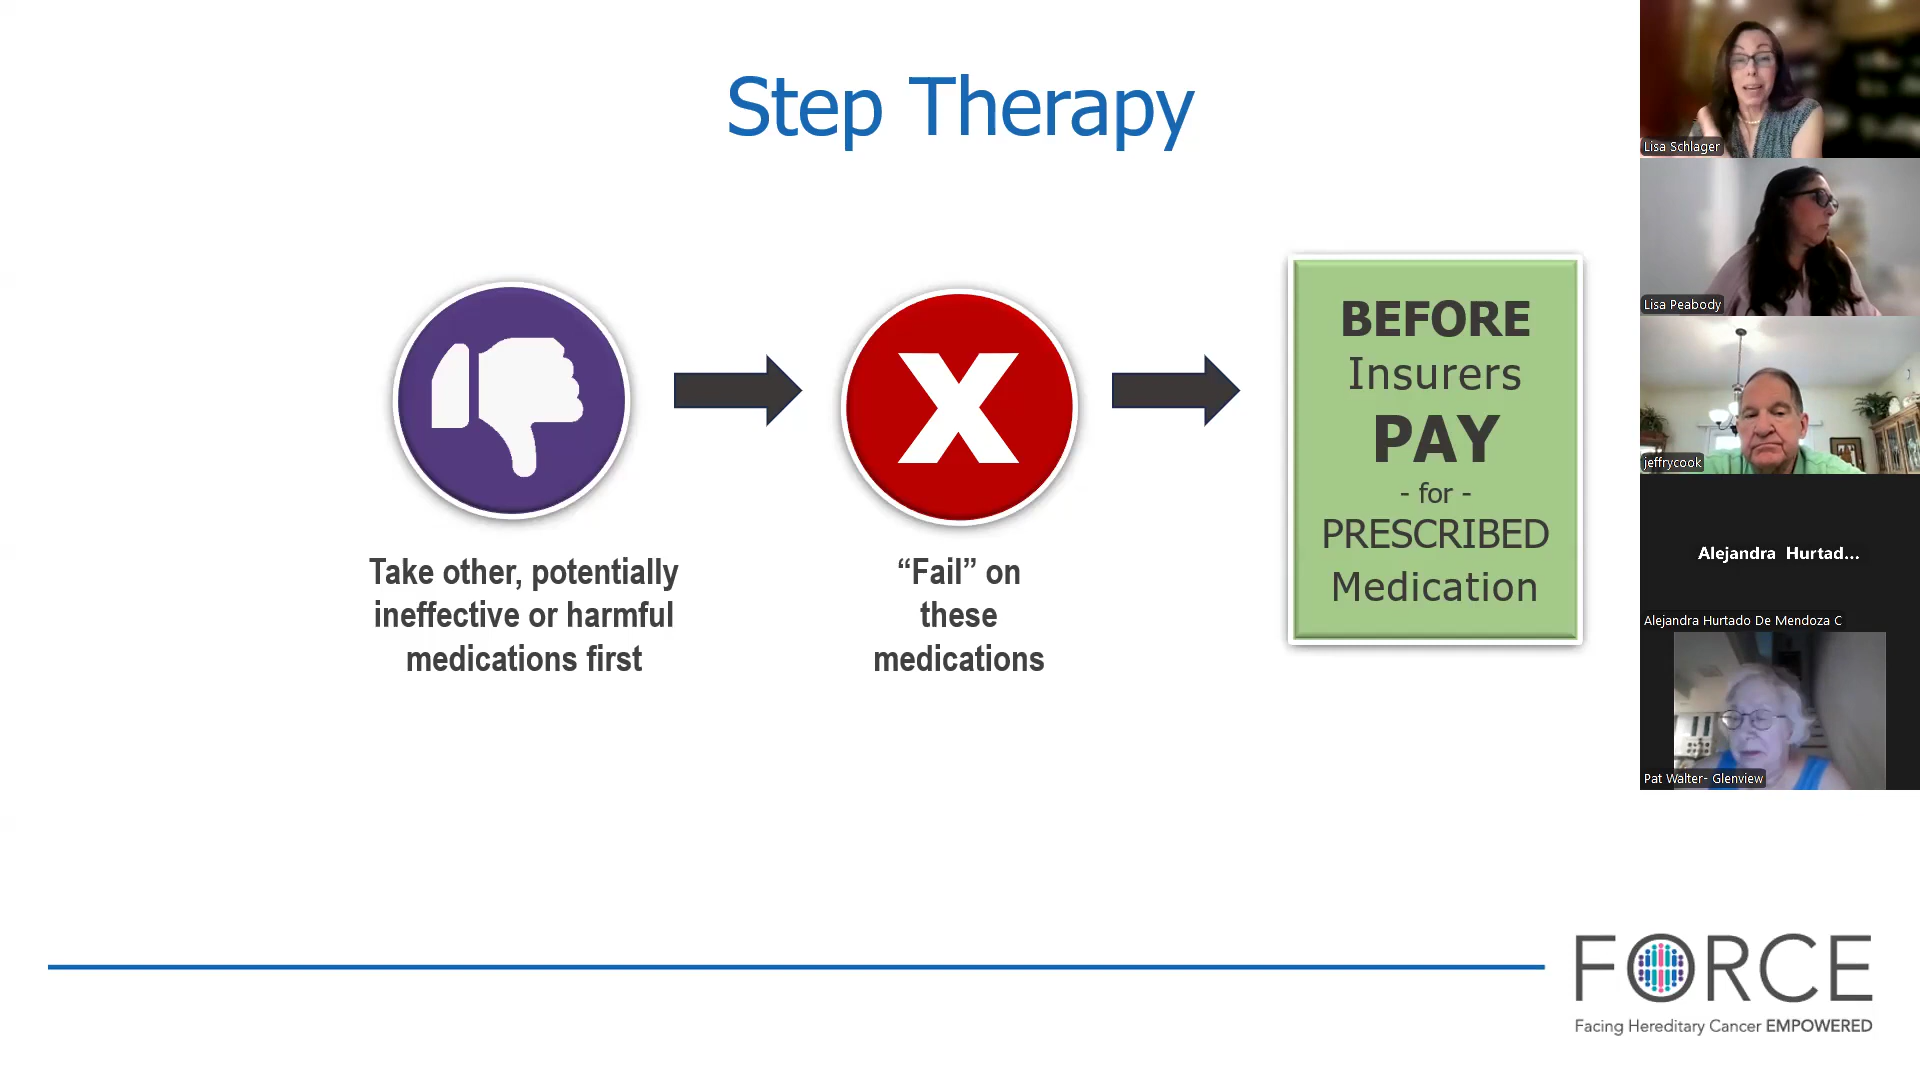 Step Therapy
Take other, potentially
ineffective or harmful
medications first
X
“Fail” on
these
medications
BEFORE
Insurers
PAY
- for -
PRESCRIBED
Medication
Lisa Schlager
Lisa Peabody
jeffrycook
Alejandra Hurtad...
Alejandra Hurtado De Mendoza C
Pat Walter- Glenview
FORCE
Facing Hereditary Cancer EMPOWERED